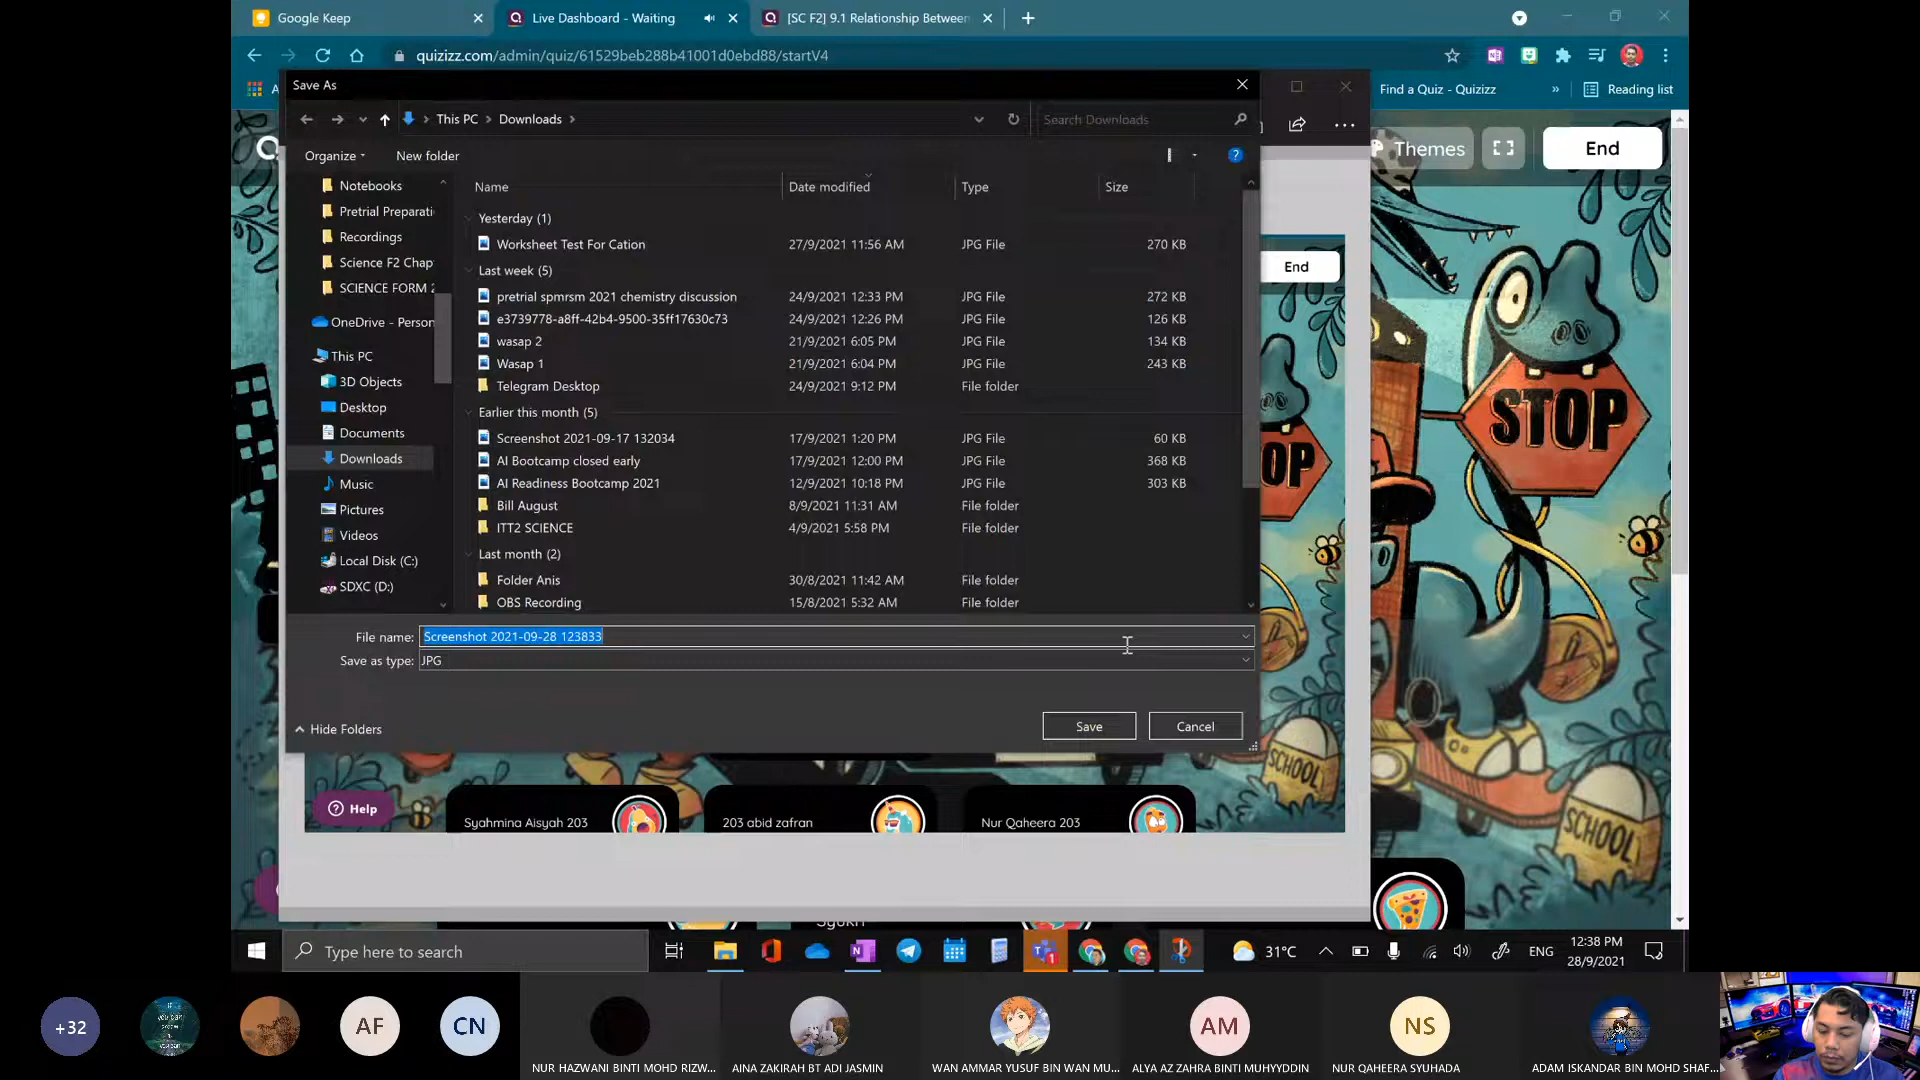 Google Keep
Live Dashboard - Waiting
[SC F2] 9.1 Relationship Between
quizizz.com/admin/quiz/61529beb288b41001d0ebd88/startV4
Find a Quiz - Quizizz
»
Reading list
Save As
This PC
Downloads
Search Downloads
Organize
New folder
Themes
End
Notebooks
Pretrial Preparati
Recordings
Science F2 Chap
SCIENCE FORM 2
OneDrive - Person
This PC
3D Objects
Desktop
Documents
Downloads
Music
Pictures
Videos
Local Disk (C:)
SDXC (D:)
Name Date modified Type Size
Yesterday (1)
Worksheet Test For Cation 27/9/2021 11:56 AM JPG File 270 KB
Last week (5)
pretrial spmrsm 2021 chemistry discussion 24/9/2021 12:33 PM JPG File 272 KB
e3739778-a8ff-42b4-9500-35ff17630c73 24/9/2021 12:26 PM JPG File 126 KB
wasap 2 21/9/2021 6:05 PM JPG File 134 KB
Wasap 1 21/9/2021 6:04 PM JPG File 243 KB
Telegram Desktop 24/9/2021 9:12 PM File folder
Earlier this month (5)
Screenshot 2021-09-17 132034 17/9/2021 1:20 PM JPG File 60 KB
AI Bootcamp closed early 17/9/2021 12:00 PM JPG File 368 KB
AI Readiness Bootcamp 2021 12/9/2021 10:18 PM JPG File 303 KB
Bill August 8/9/2021 11:31 AM File folder
ITT2 SCIENCE 4/9/2021 5:58 PM File folder
Last month (2)
Folder Anis 30/8/2021 11:42 AM File folder
OBS Recording 15/8/2021 5:32 AM File folder
End
OP
STOP
SCHOOL
SCHOOL
File name: Screenshot 2021-09-28 123833
Save as type: JPG
Hide Folders
Save
Cancel
Help
Syahmina Aisyah 203
203 abid zafran
Nur Qaheera 203
Type here to search
31°C
ENG
12:38 PM
28/9/2021
+32
AF
CN
AM
NS
NUR HAZWANI BINTI MOHD RIZW...
AINA ZAKIRAH BT ADI JASMIN
WAN AMMAR YUSUF BIN WAN MU...
ALYA AZ ZAHRA BINTI MUHYYDDIN
NUR QAHEERA SYUHADA
ADAM ISKANDAR BIN MOHD SHAF...